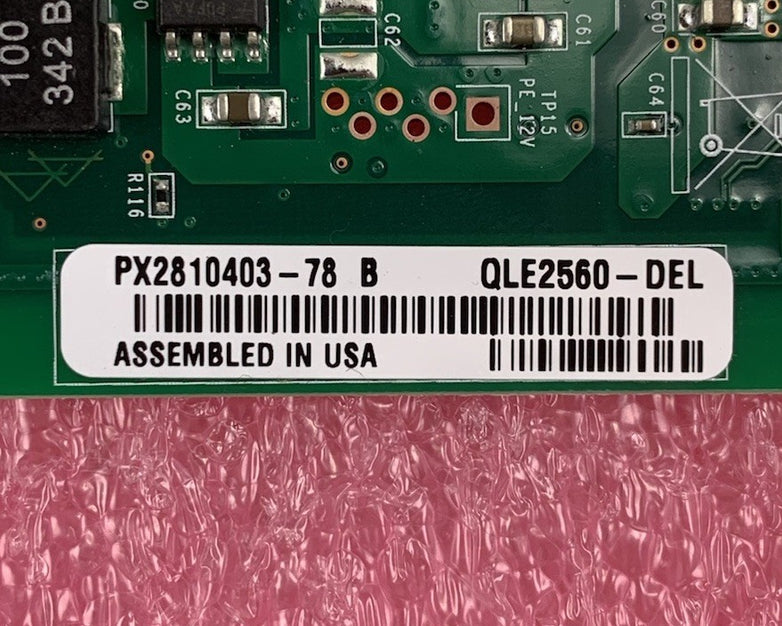 100
342 B
C62
C61
C60
C63
TP15
PE_12V
C64
R116
PX2810403-78 B
QLE2560-DEL
ASSEMBLED IN USA